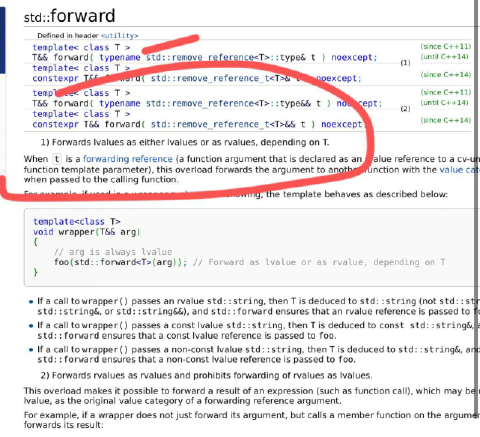 std::forward
Defined in header <utility>
template< class T > (since C++11)
T&& forward( typename std::remove_reference<T>::type& t ) noexcept; (until C++14)
(1)
template< class T >
constexpr T&& forward( std::remove_reference_t<T>& t ) noexcept; (since C++14)
template< class T > (since C++11)
T&& forward( typename std::remove_reference<T>::type&& t ) noexcept; (until C++14)
(2)
template< class T >
constexpr T&& forward( std::remove_reference_t<T>&& t ) noexcept; (since C++14)
1) Forwards lvalues as either lvalues or as rvalues, depending on T.
When t is a forwarding reference (a function argument that is declared as an value reference to a cv-un
function template parameter), this overload forwards the argument to another function with the value cat
when passed to the calling function.
For example, if used in a wrapper following, the template behaves as described below:
template<class T>
void wrapper(T&& arg)
{
// arg is always lvalue
foo(std::forward<T>(arg)); // Forward as lvalue or as rvalue, depending on T
}
• If a call to wrapper() passes an rvalue std::string, then T is deduced to std::string (not std::str
std::string&, or std::string&&), and std::forward ensures that an rvalue reference is passed to fo
• If a call to wrapper() passes a const lvalue std::string, then T is deduced to const std::string&, a
std::forward ensures that a const lvalue reference is passed to foo.
• If a call to wrapper() passes a non-const lvalue std::string, then T is deduced to std::string&, and
std::forward ensures that a non-const lvalue reference is passed to foo.
2) Forwards rvalues as rvalues and prohibits forwarding of rvalues as lvalues.
This overload makes it possible to forward a result of an expression (such as function call), which may be r
lvalue, as the original value category of a forwarding reference argument.
For example, if a wrapper does not just forward its argument, but calls a member function on the argumen
forwards its result: